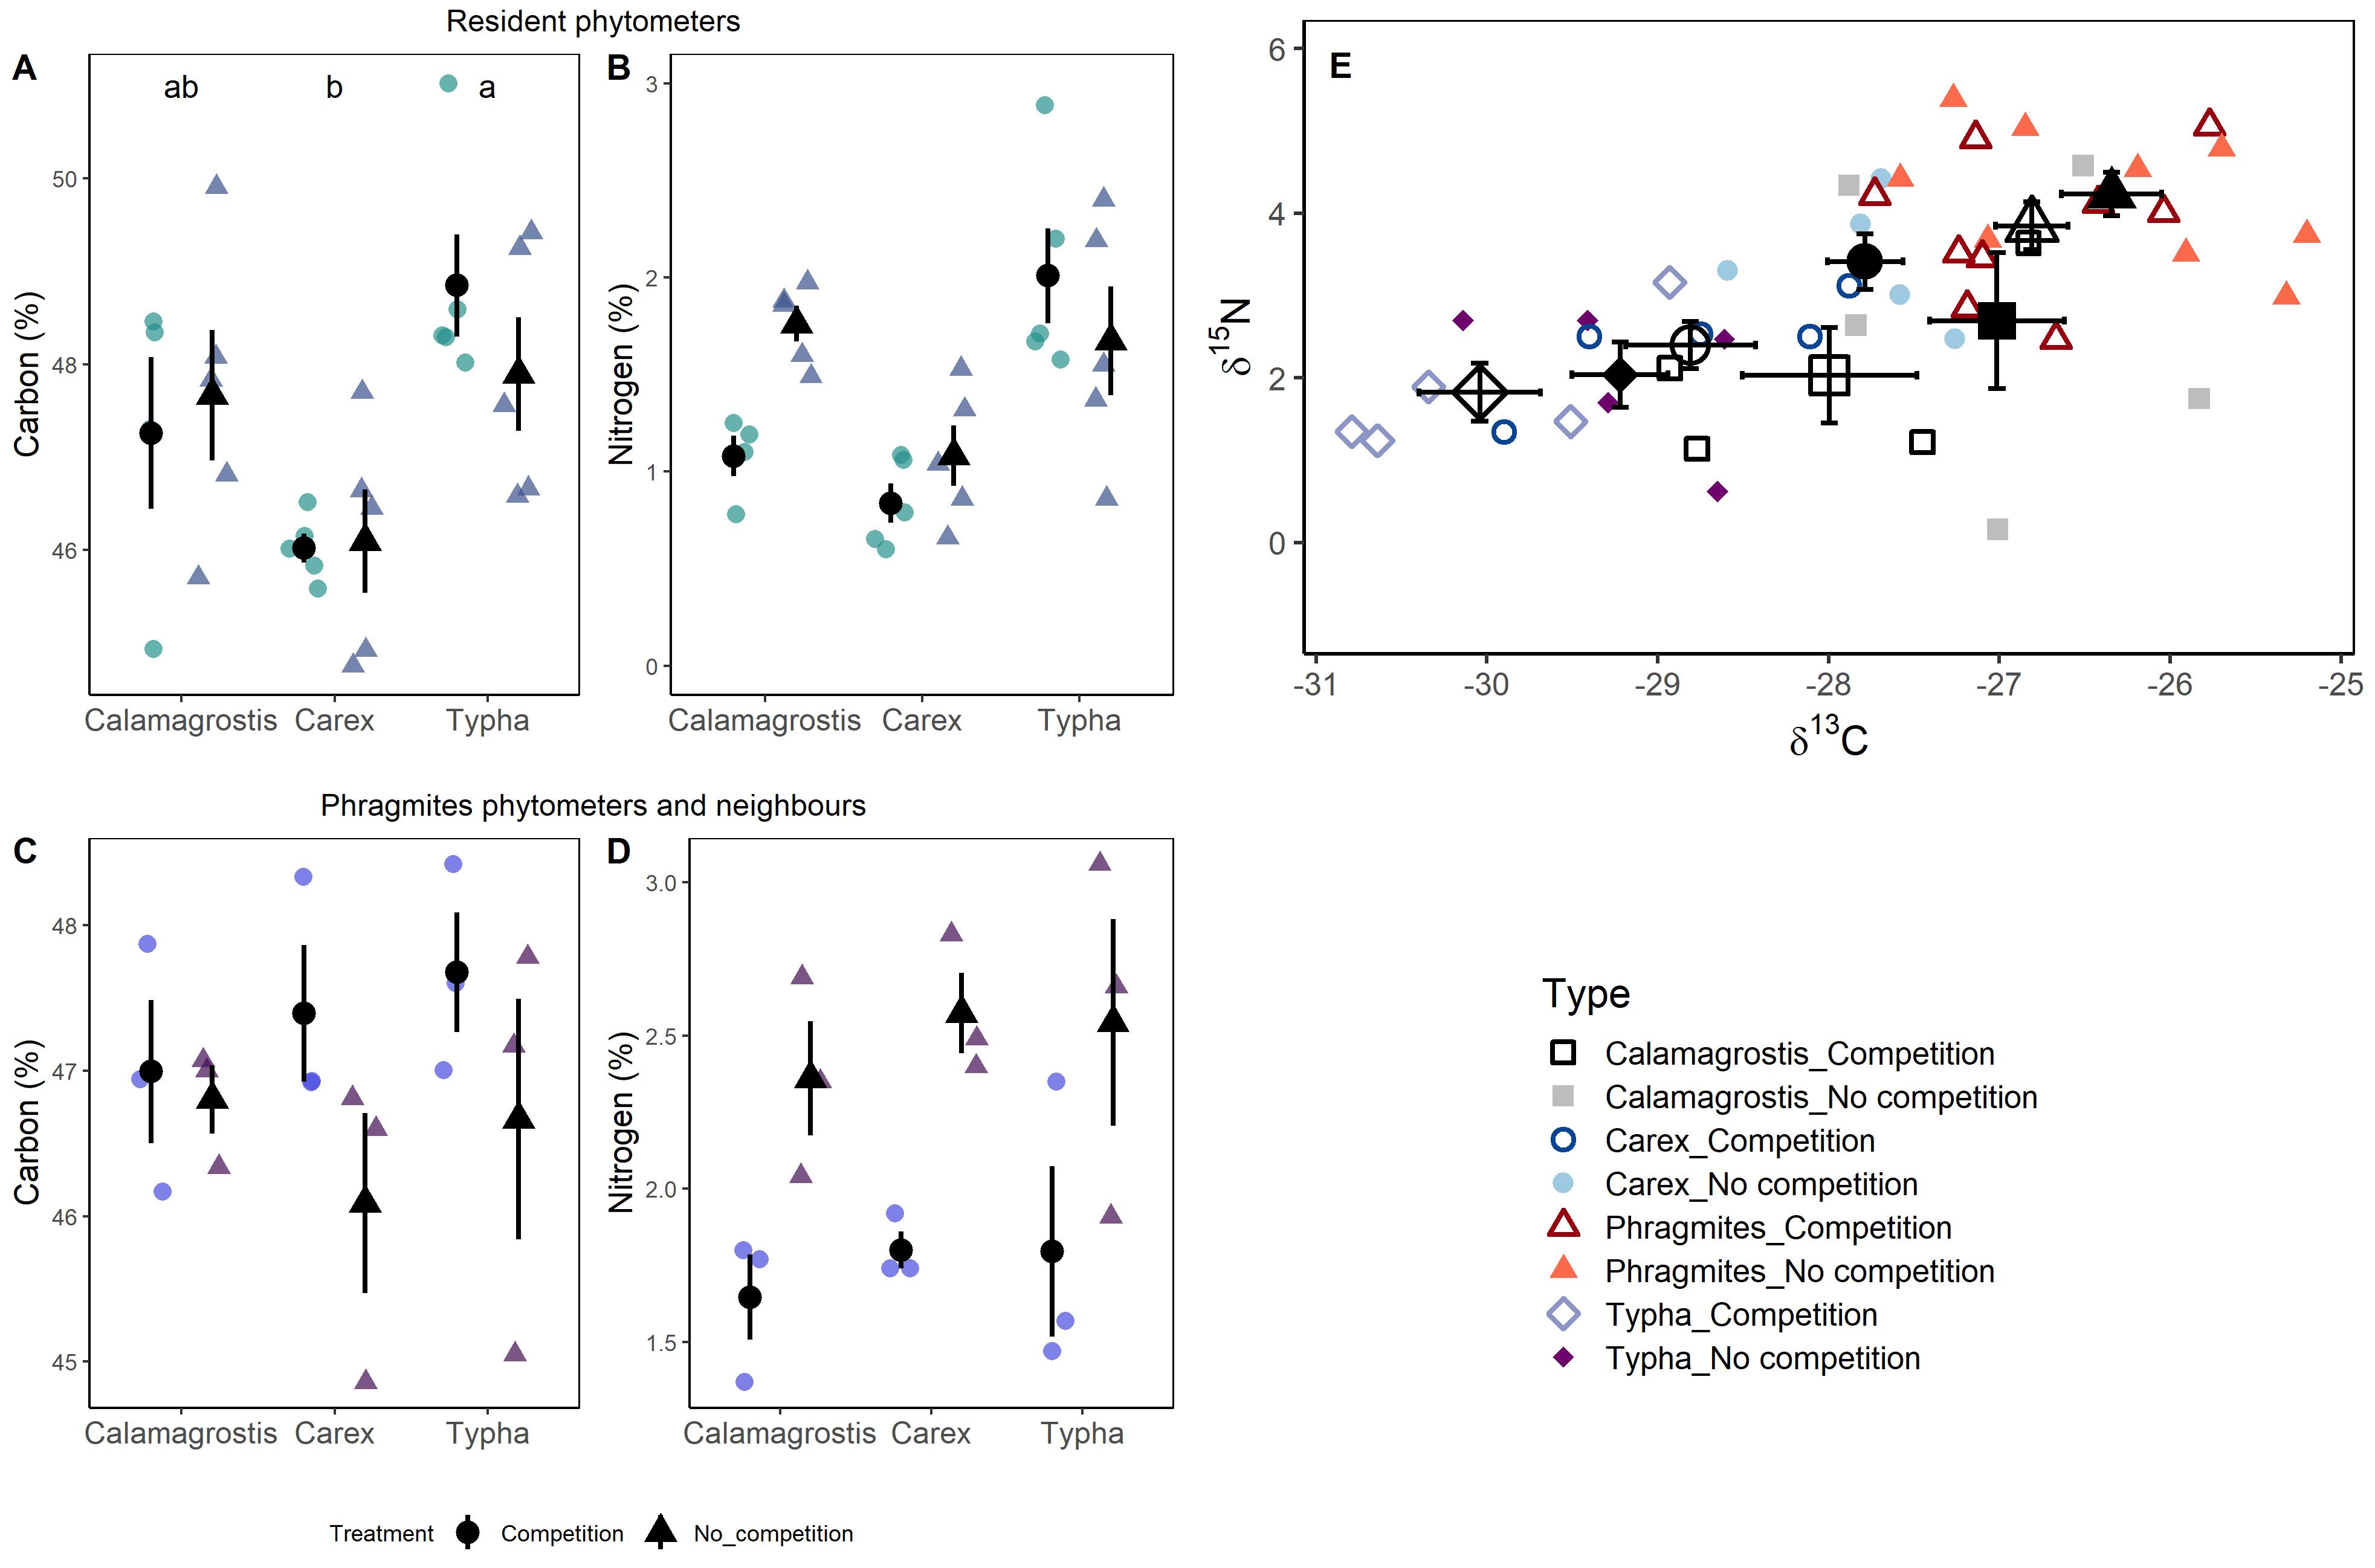 Resident phytometers
A
ab
b
a
Carbon (%)
50
48
46
Calamagrostis
Carex
Typha
B
Nitrogen (%)
3
2
1
0
Calamagrostis
Carex
Typha
E
δ15N
6
4
2
0
-31
-30
-29
-28
-27
-26
-25
δ13C
Phragmites phytometers and neighbours
C
Carbon (%)
48
47
46
45
Calamagrostis
Carex
Typha
D
Nitrogen (%)
3.0
2.5
2.0
1.5
Calamagrostis
Carex
Typha
Type
Calamagrostis_Competition
Calamagrostis_No competition
Carex_Competition
Carex_No competition
Phragmites_Competition
Phragmites_No competition
Typha_Competition
Typha_No competition
Treatment Competition No_competition